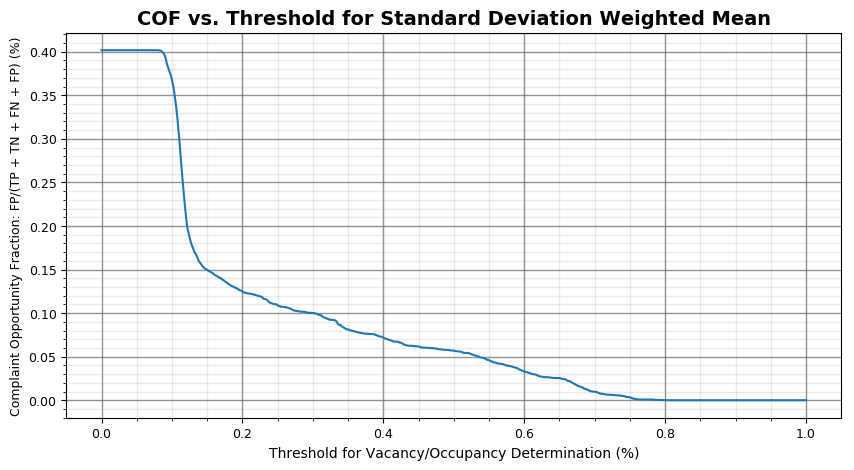 COF vs. Threshold for Standard Deviation Weighted Mean
Complaint Opportunity Fraction: FP/(TP + TN + FN + FP) (%)
0.40
0.35
0.30
0.25
0.20
0.15
0.10
0.05
0.00
0.0 0.2 0.4 0.6 0.8 1.0
Threshold for Vacancy/Occupancy Determination (%)